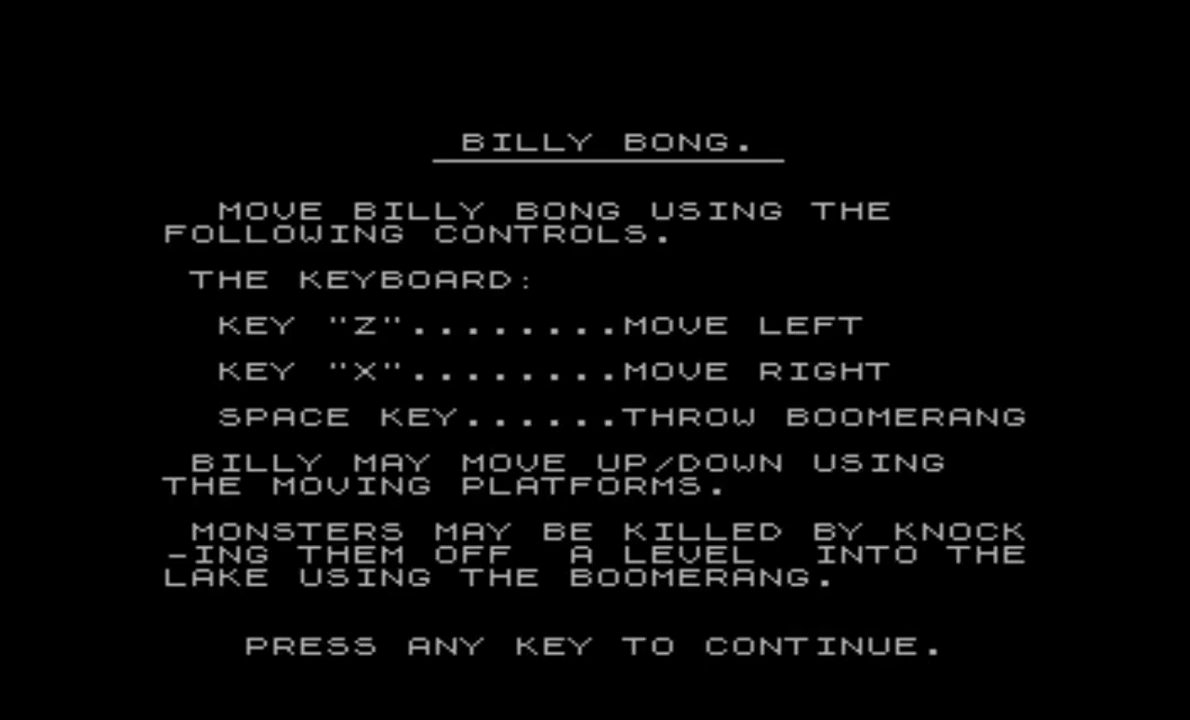 BILLY BONG.
MOVE BILLY BONG USING THE
FOLLOWING CONTROLS.
THE KEYBOARD:
KEY "Z"........MOVE LEFT
KEY "X"........MOVE RIGHT
SPACE KEY......THROW BOOMERANG
BILLY MAY MOVE UP/DOWN USING
THE MOVING PLATFORMS.
MONSTERS MAY BE KILLED BY KNOCK
-ING THEM OFF  A LEVEL  INTO THE
LAKE USING THE BOOMERANG.
PRESS ANY KEY TO CONTINUE.